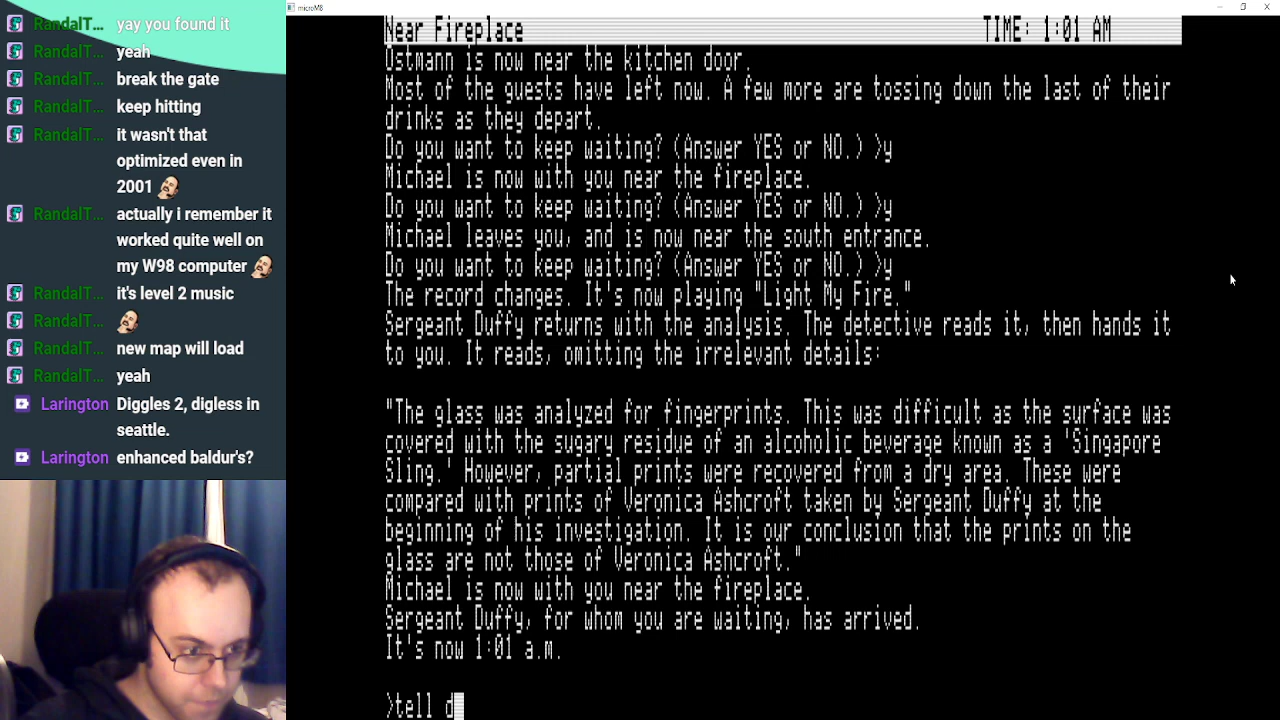 RandalT... yay you found it
RandalT... yeah
RandalT... break the gate
RandalT... keep hitting
RandalT... it wasn't that
optimized even in
2001
RandalT... actually i remember it
worked quite well on
my W98 computer
RandalT... it's level 2 music
RandalT...
RandalT... new map will load
RandalT... yeah
Larington Diggles 2, digless in
seattle.
Larington enhanced baldur's?
microM8
Near Fireplace TIME: 1:01 AM
Ostmann is now near the kitchen door.
Most of the guests have left now. A few more are tossing down the last of their
drinks as they depart.
Do you want to keep waiting? (Answer YES or NO.) >y
Michael is now with you near the fireplace.
Do you want to keep waiting? (Answer YES or NO.) >y
Michael leaves you, and is now near the south entrance.
Do you want to keep waiting? (Answer YES or NO.) >y
The record changes. It's now playing "Light My Fire."
Sergeant Duffy returns with the analysis. The detective reads it, then hands it
to you. It reads, omitting the irrelevant details:
"The glass was analyzed for fingerprints. This was difficult as the surface was
covered with the sugary residue of an alcoholic beverage known as a 'Singapore
Sling.' However, partial prints were recovered from a dry area. These were
compared with prints of Veronica Ashcroft taken by Sergeant Duffy at the
beginning of his investigation. It is our conclusion that the prints on the
glass are not those of Veronica Ashcroft."
Michael is now with you near the fireplace.
Sergeant Duffy, for whom you are waiting, has arrived.
It's now 1:01 a.m.
>tell d